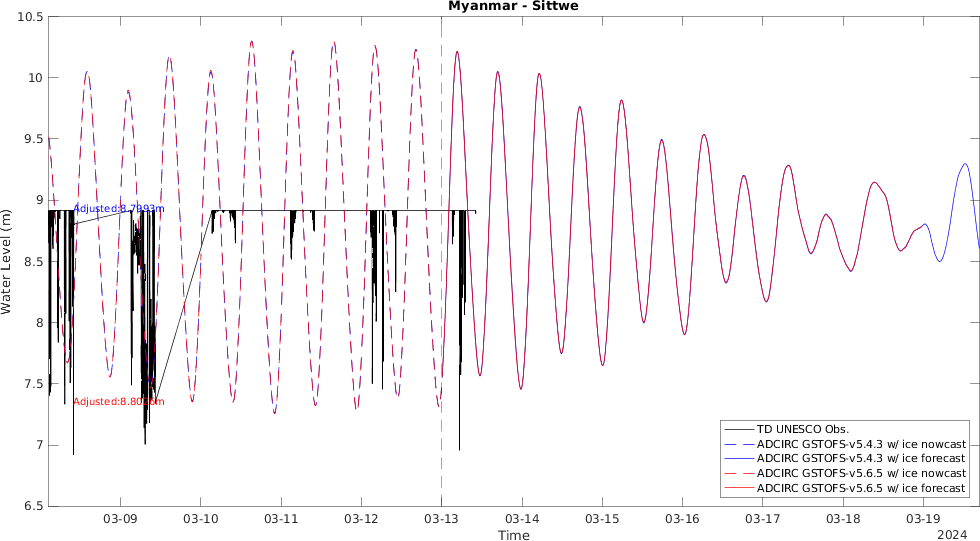 Myanmar - Sittwe
10.5
10
9.5
9
8.5
8
7.5
7
6.5
Water Level (m)
Adjusted:8.7993m
TD UNESCO Obs.
ADCIRC GSTOFS-v5.4.3 w/ ice nowcast
ADCIRC GSTOFS-v5.4.3 w/ ice forecast
ADCIRC GSTOFS-v5.6.5 w/ ice nowcast
ADCIRC GSTOFS-v5.6.5 w/ ice forecast
03-09 03-10 03-11 03-12 03-13 03-14 03-15 03-16 03-17 03-18 03-19
Time
2024